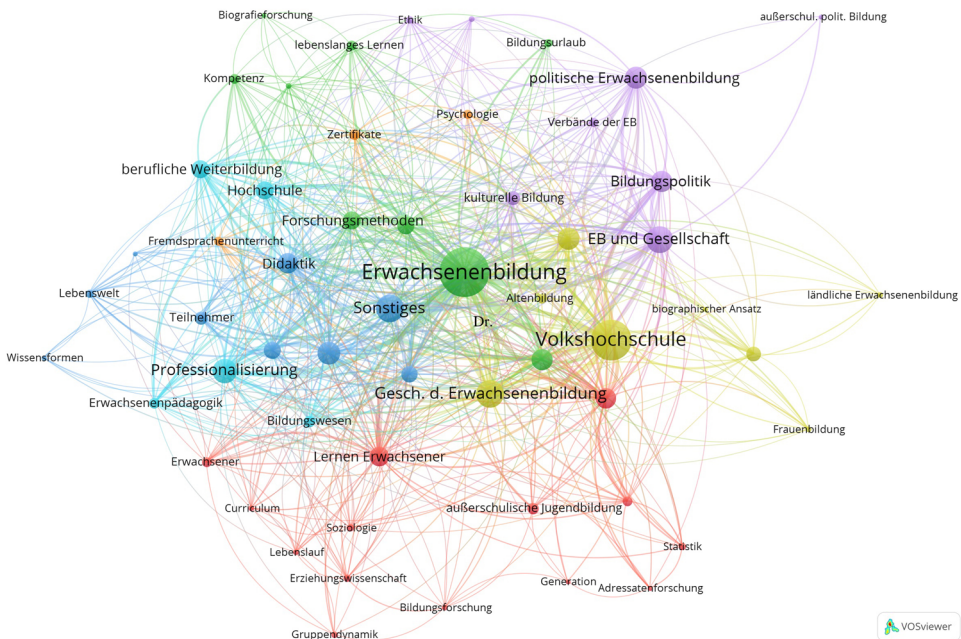 Biografieforschung
Ethik
außerschul. polit. Bildung
lebenslanges Lernen
Bildungsurlaub
Kompetenz
politische Erwachsenenbildung
Psychologie
Verbände der EB
Zertifikate
berufliche Weiterbildung
Bildungspolitik
Hochschule
kulturelle Bildung
Forschungsmethoden
Fremdsprachenunterricht
EB und Gesellschaft
Didaktik
Erwachsenenbildung
Lebenswelt
Altenbildung
ländliche Erwachsenenbildung
Sonstiges
biographischer Ansatz
Teilnehmer
Dr.
Volkshochschule
Wissensformen
Professionalisierung
Gesch. d. Erwachsenenbildung
Erwachsenenpädagogik
Bildungswesen
Frauenbildung
Lernen Erwachsener
Erwachsener
Curriculum
außerschulische Jugendbildung
Soziologie
Statistik
Lebenslauf
Erziehungswissenschaft
Generation
Adressatenforschung
Bildungsforschung
Gruppendynamik
VOSviewer